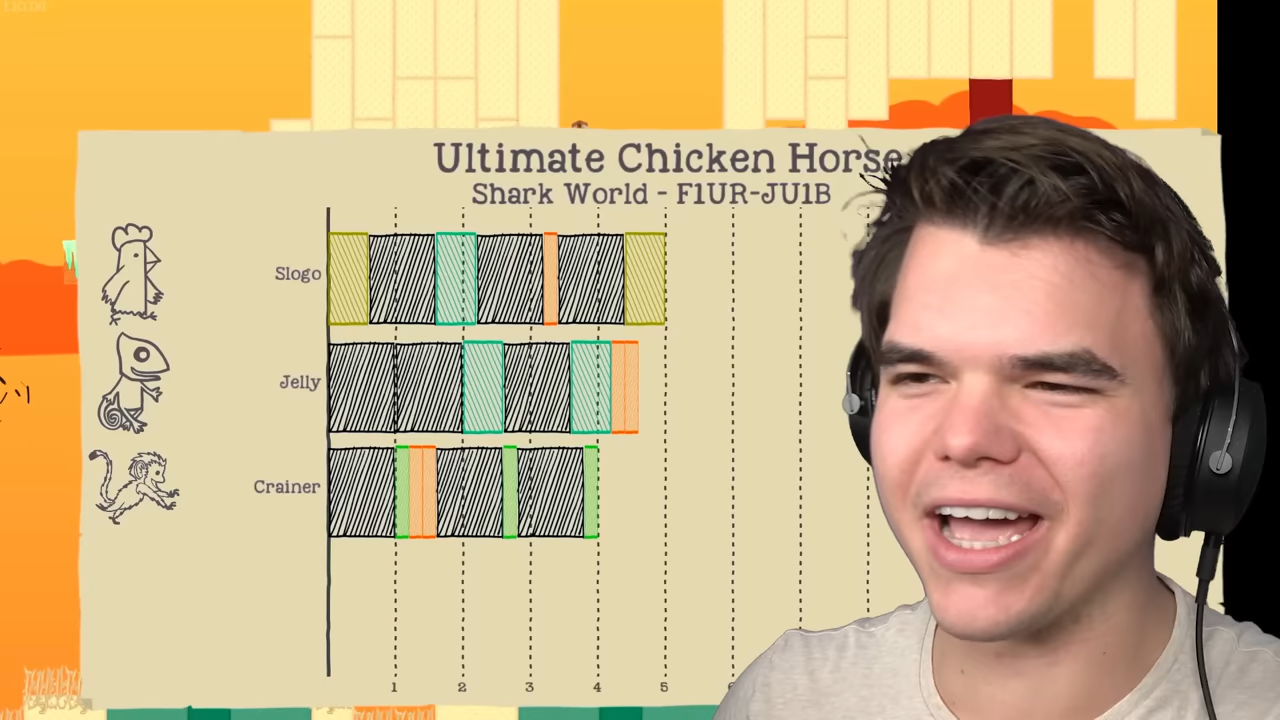 Ultimate Chicken Horse
Shark World - F1UR-JU1B
Slogo
Jelly
Crainer
1 2 3 4 5